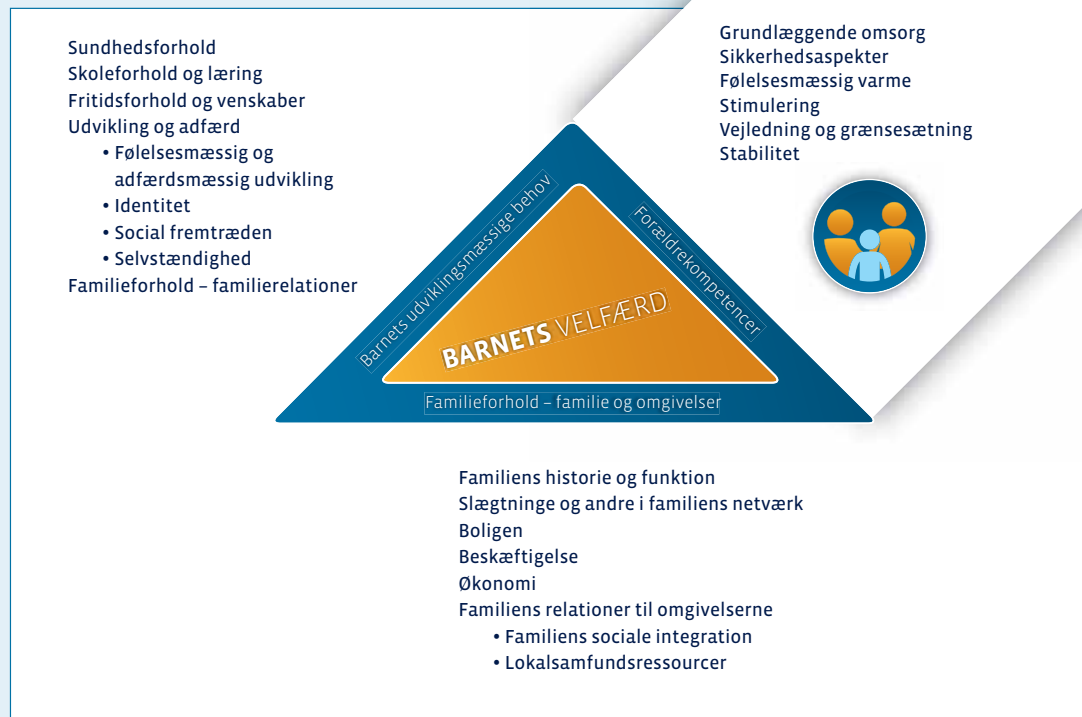 Sundhedsforhold
Skoleforhold og læring
Fritidsforhold og venskaber
Udvikling og adfærd
• Følelsesmæssig og
adfærdsmæssig udvikling
• Identitet
• Social fremtræden
• Selvstændighed
Familieforhold – familierelationer
Grundlæggende omsorg
Sikkerhedsaspekter
Følelsesmæssig varme
Stimulering
Vejledning og grænsesætning
Stabilitet
Barnets udviklingsmæssige behov
Forældrekompetencer
BARNETS VELFÆRD
Familieforhold – familie og omgivelser
Familiens historie og funktion
Slægtninge og andre i familiens netværk
Boligen
Beskæftigelse
Økonomi
Familiens relationer til omgivelserne
• Familiens sociale integration
• Lokalsamfundsressourcer